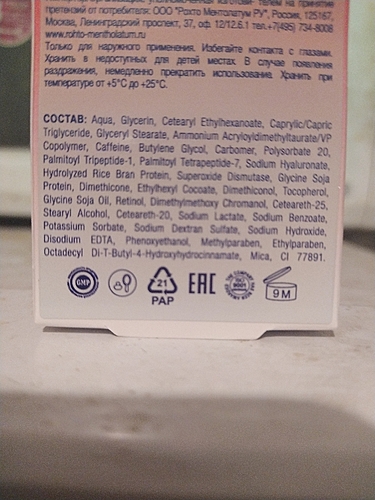 претензий от потребителей: ООО "Рохто Ментолатум РУ", Россия, 125167,
Москва, Ленинградский проспект, 37, оф 12/12.6.1 тел.+7(495) 734-8008
www.rohto-mentholatum.ru
Только для наружного применения. Избегайте контакта с глазами.
Хранить в недоступных для детей местах. В случае появления
раздражения, немедленно прекратить использование. Хранить при
температуре от +5°C до +25°C.
СОСТАВ: Aqua, Glycerin, Cetearyl Ethylhexanoate, Caprylic/Capric
Triglyceride, Glyceryl Stearate, Ammonium Acryloyldimethyltaurate/VP
Copolymer, Caffeine, Butylene Glycol, Carbomer, Polysorbate 20,
Palmitoyl Tripeptide-1, Palmitoyl Tetrapeptide-7, Sodium Hyaluronate,
Hydrolyzed Rice Bran Protein, Superoxide Dismutase, Glycine Soja
Protein, Dimethicone, Ethylhexyl Cocoate, Dimethiconol, Tocopherol,
Glycine Soja Oil, Retinol, Dimethylmethoxy Chromanol, Ceteareth-25,
Stearyl Alcohol, Ceteareth-20, Sodium Lactate, Sodium Benzoate,
Potassium Sorbate, Sodium Dextran Sulfate, Sodium Hydroxide,
Disodium EDTA, Phenoxyethanol, Methylparaben, Ethylparaben,
Octadecyl Di-T-Butyl-4-Hydroxyhydrocinnamate, Mica, CI 77891.
GMP 21 EAC 9001 9M
PAP